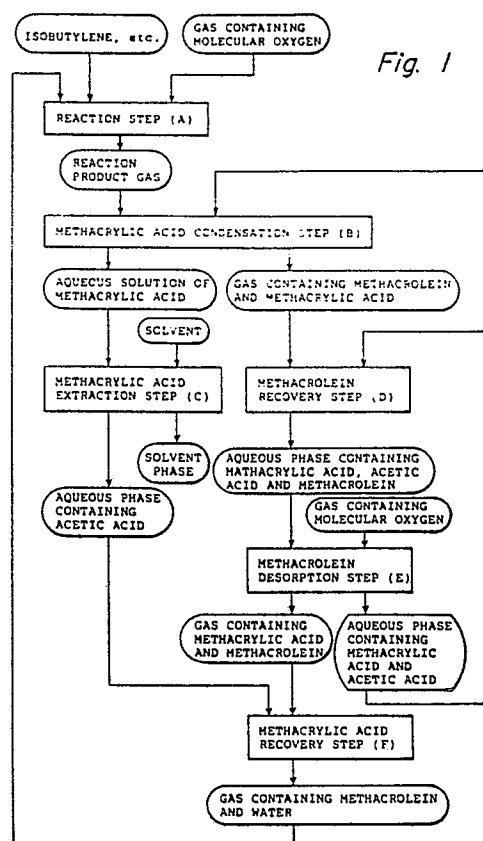 ISOBUTYLENE, etc.
GAS CONTAINING
MOLECULAR OXYGEN
Fig. 1
REACTION STEP (A)
REACTION
PRODUCT GAS
METHACRYLIC ACID CONDENSATION STEP (B)
AQUEOUS SOLUTION OF
METHACRYLIC ACID
GAS CONTAINING METHACROLEIN
AND METHACRYLIC ACID
SOLVENT
METHACRYLIC ACID
EXTRACTION STEP (C)
METHACROLEIN
RECOVERY STEP (D)
SOLVENT
PHASE
AQUEOUS PHASE CONTAINING
MATHACRYLIC ACID, ACETIC
ACID AND METHACROLEIN
AQUEOUS PHASE
CONTAINING
ACETIC ACID
GAS CONTAINING
MOLECULAR OXYGEN
METHACROLEIN
DESORPTION STEP (E)
GAS CONTAINING
METHACRYLIC ACID
AND METHACROLEIN
AQUEOUS PHASE
CONTAINING
METHACRYLIC
ACID AND
ACETIC ACID
METHACRYLIC ACID
RECOVERY STEP (F)
GAS CONTAINING METHACROLEIN
AND WATER